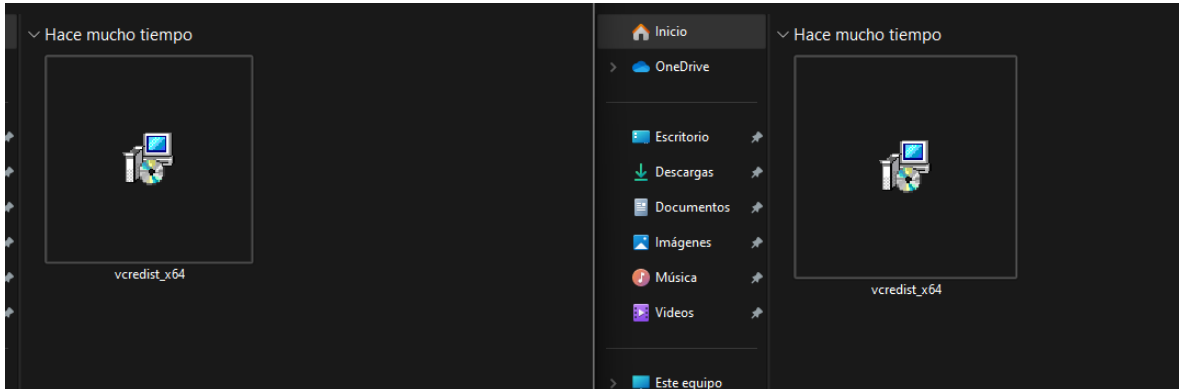 Hace mucho tiempo
vcredist_x64
Inicio
OneDrive
Escritorio
Descargas
Documentos
Imágenes
Música
Videos
Este equipo
Hace mucho tiempo
vcredist_x64